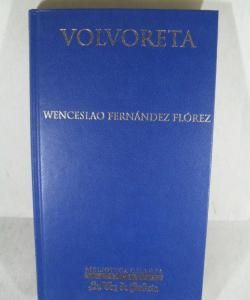 VOLVORETA
WENCESLAO FERNÁNDEZ FLÓREZ
BIBLIOTECA GALLEGA
La Voz de Galicia